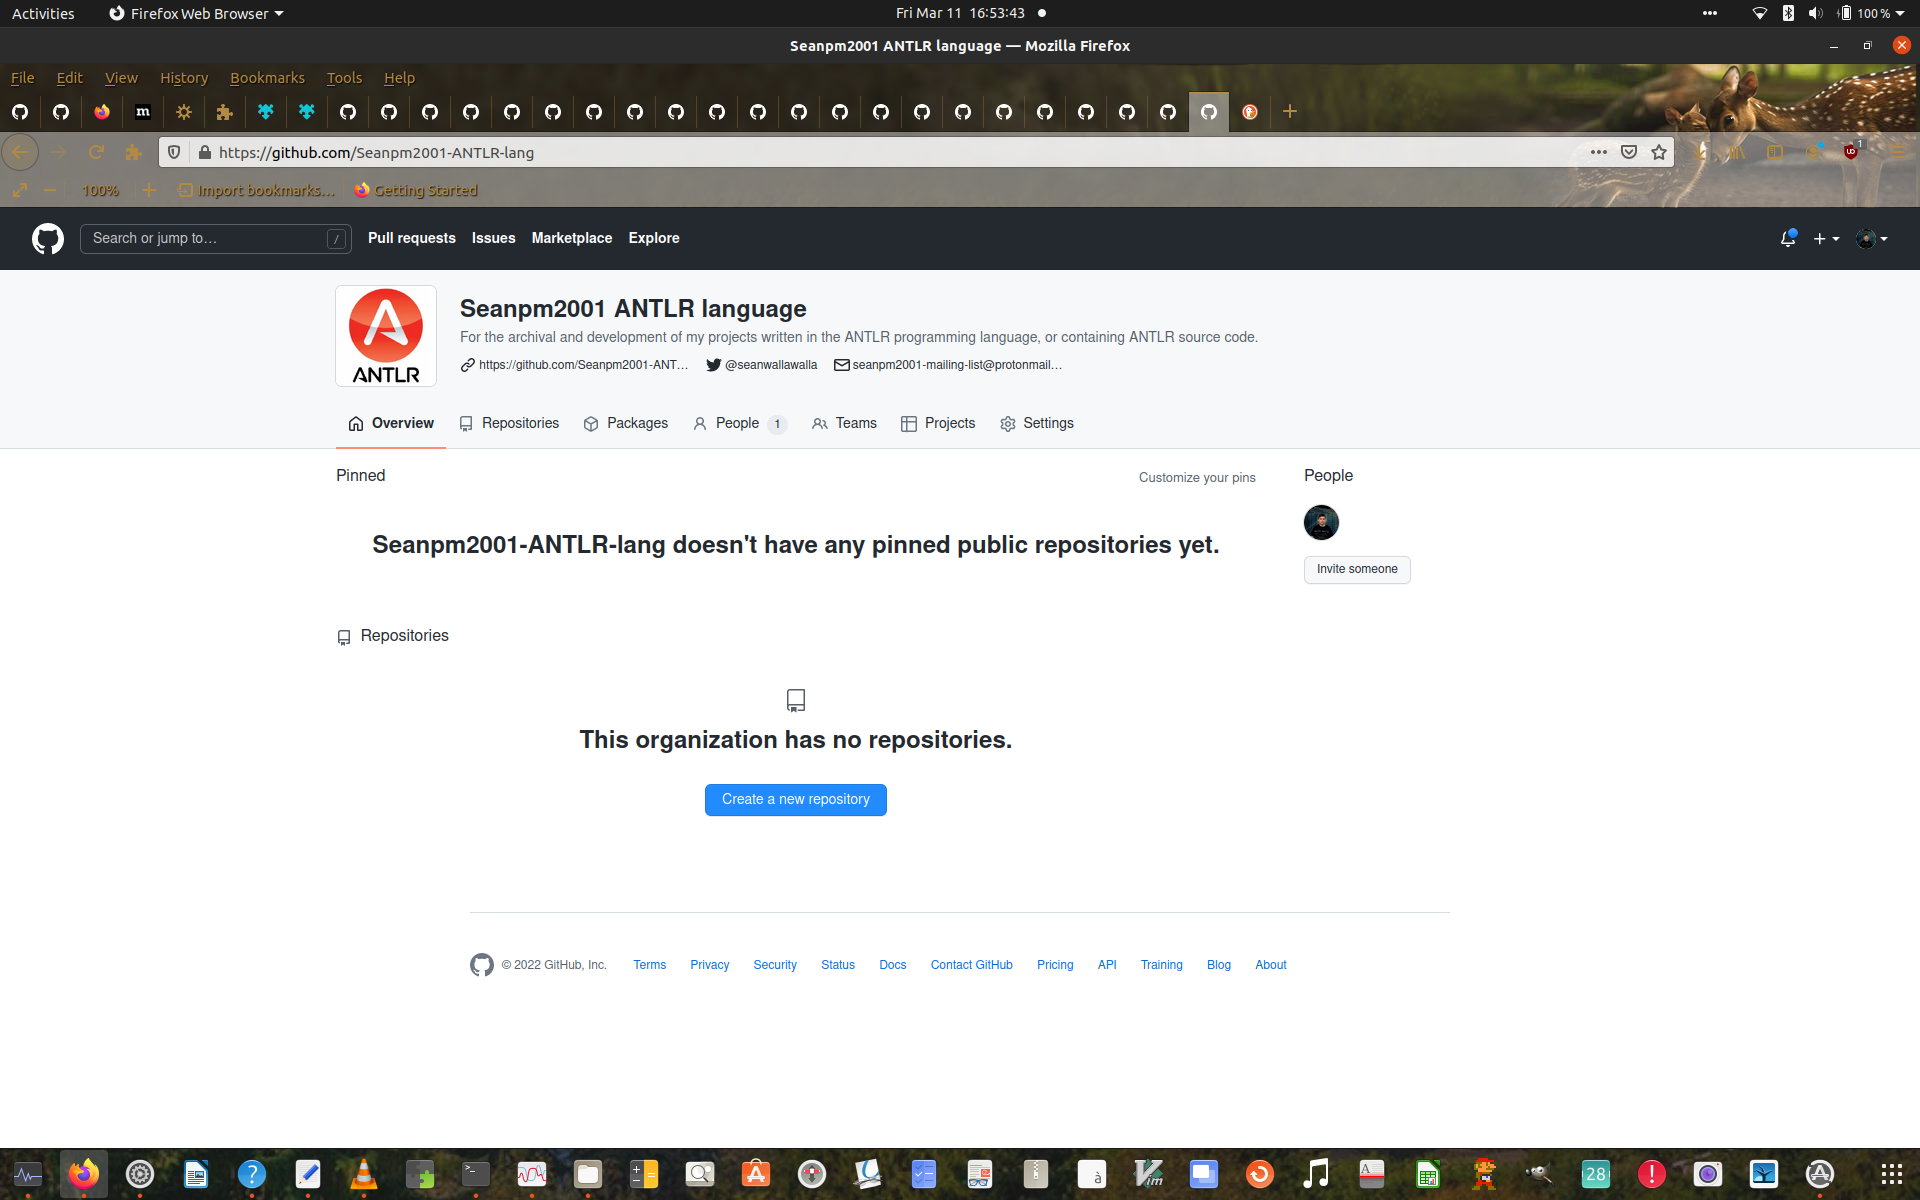 Activities
Firefox Web Browser
Fri Mar 11 16:53:43
100 %
Seanpm2001 ANTLR language — Mozilla Firefox
File Edit View History Bookmarks Tools Help
m
https://github.com/Seanpm2001-ANTLR-lang
1
100%
Import bookmarks...
Getting Started
Search or jump to...
/
Pull requests
Issues
Marketplace
Explore
ANTLR
Seanpm2001 ANTLR language
For the archival and development of my projects written in the ANTLR programming language, or containing ANTLR source code.
https://github.com/Seanpm2001-ANT...
@seanwallawalla
seanpm2001-mailing-list@protonmail...
Overview
Repositories
Packages
People 1
Teams
Projects
Settings
Pinned
Customize your pins
People
Seanpm2001-ANTLR-lang doesn't have any pinned public repositories yet.
Invite someone
Repositories
This organization has no repositories.
Create a new repository
© 2022 GitHub, Inc.
Terms
Privacy
Security
Status
Docs
Contact GitHub
Pricing
API
Training
Blog
About
28